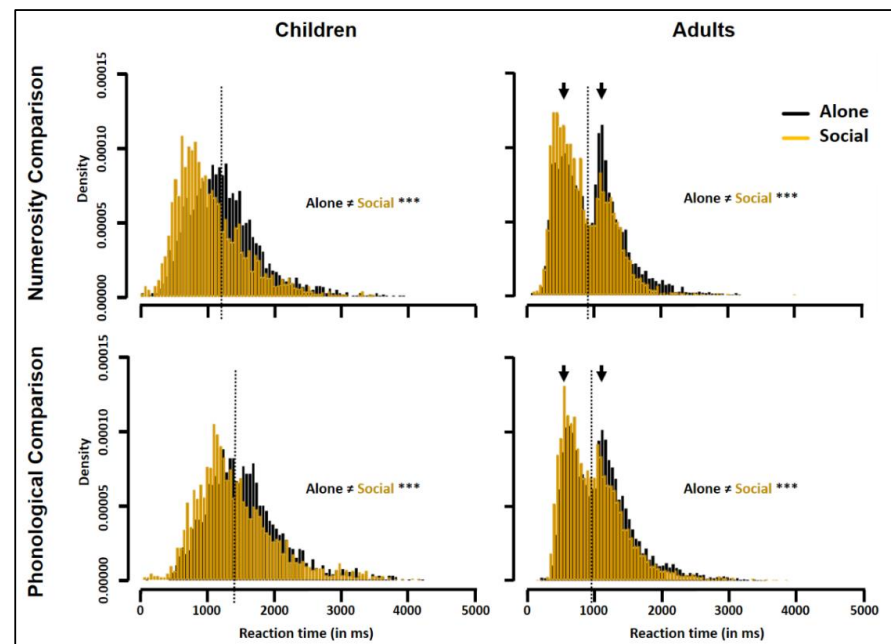 Children
Adults
Numerosity Comparison
Density
0.00000 0.00005 0.00010 0.00015
Alone ≠ Social ***
Alone ≠ Social ***
Alone
Social
Phonological Comparison
Density
0.00000 0.00005 0.00010 0.00015
Alone ≠ Social ***
Alone ≠ Social ***
0 1000 2000 3000 4000 5000
0 1000 2000 3000 4000 5000
Reaction time (in ms)
Reaction time (in ms)